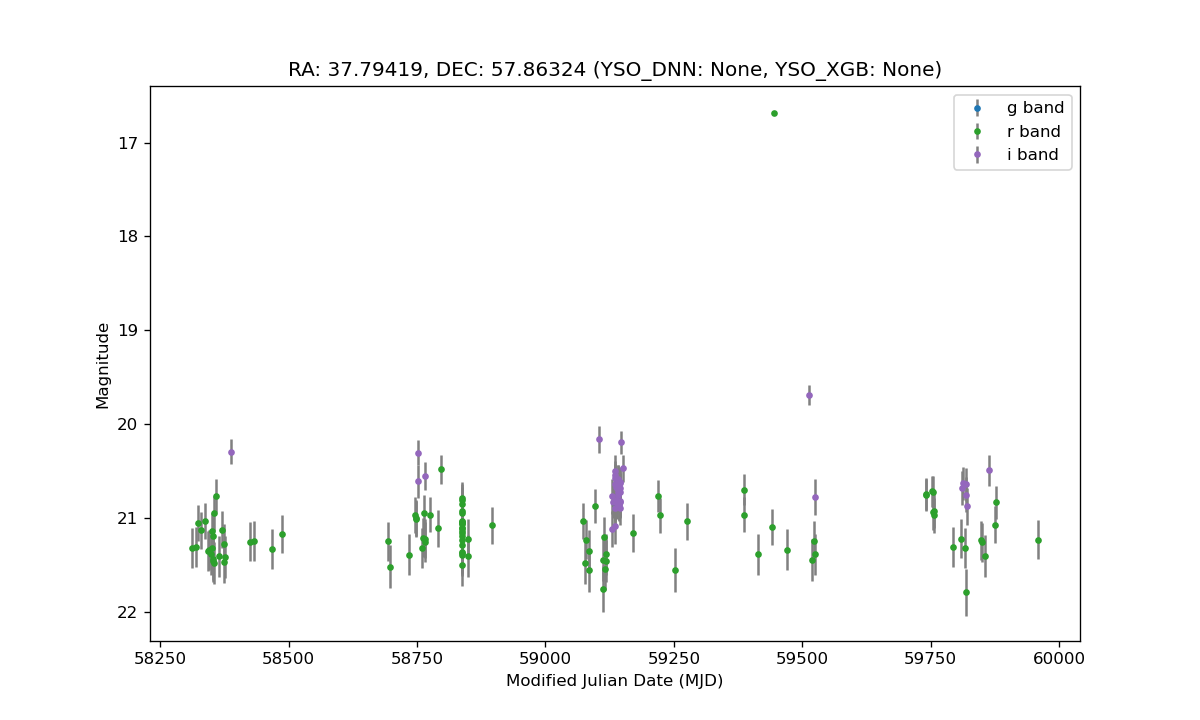 RA: 37.79419, DEC: 57.86324 (YSO_DNN: None, YSO_XGB: None)
g band
r band
i band
17
18
19
20
21
22
Magnitude
58250 58500 58750 59000 59250 59500 59750 60000
Modified Julian Date (MJD)